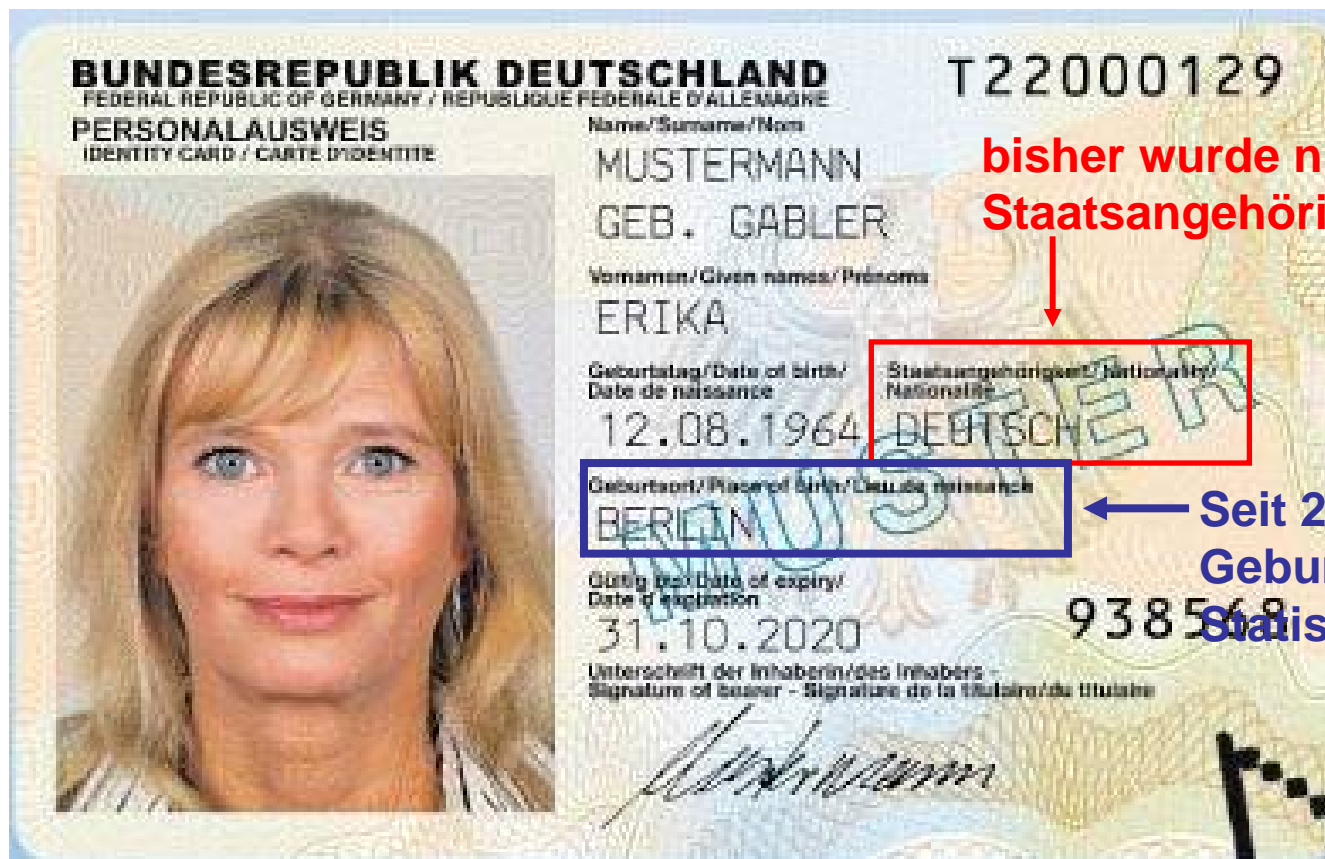 BUNDESREPUBLIK DEUTSCHLAND
FEDERAL REPUBLIC OF GERMANY / REPUBLIQUE FEDERALE D'ALLEMAGNE
PERSONALAUSWEIS
IDENTITY CARD / CARTE D'IDENTITE
T22000129
Name/Surname/Nom
MUSTERMANN
GEB. GABLER
bisher wurde n
Staatsangehöri
Vornamen/Given names/Prénoms
ERIKA
Geburtstag/Date of birth/
Date de naissance
12.08.1964
Staatsangehörigkeit/Nationality/
Nationalité
DEUTSCH
Geburtsort/Place of birth/Lieu de naissance
BERLIN
MUSTER
Seit 2
Gebur
Statis
Gültig bis/Date of expiry/
Date d'expiration
31.10.2020
938568
Unterschrift der Inhaberin/des Inhabers -
Signature of bearer - Signature de la titulaire/du titulaire
Mustermann